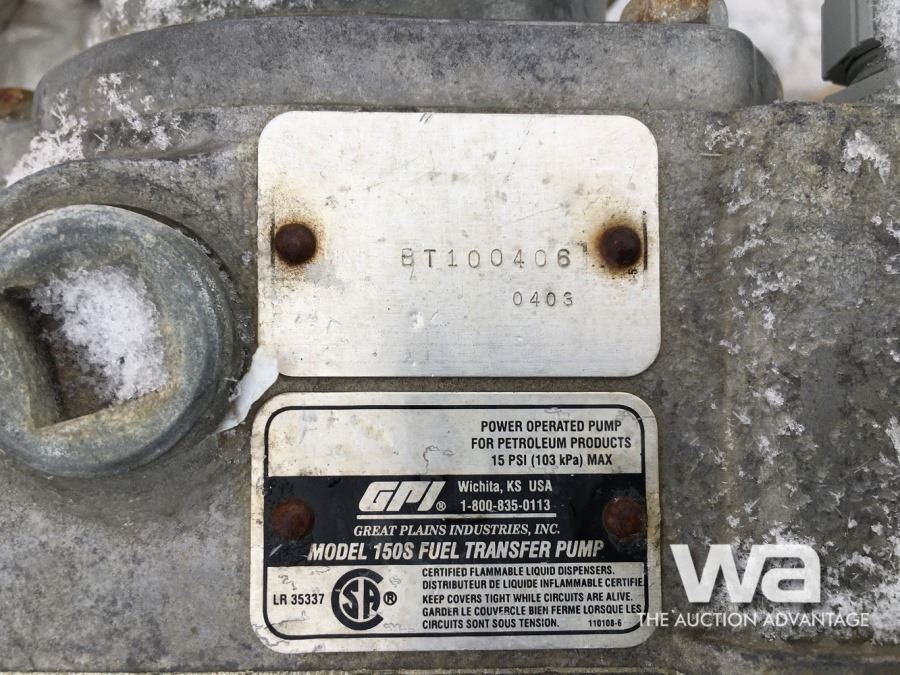 BT100406
0403
POWER OPERATED PUMP
FOR PETROLEUM PRODUCTS
15 PSI (103 kPa) MAX
GPI® Wichita, KS USA
1-800-835-0113
GREAT PLAINS INDUSTRIES, INC.
MODEL 150S FUEL TRANSFER PUMP
LR 35337 SA®
CERTIFIED FLAMMABLE LIQUID DISPENSERS.
DISTRIBUTEUR DE LIQUIDE INFLAMMABLE CERTIFIE
KEEP COVERS TIGHT WHILE CIRCUITS ARE ALIVE.
GARDER LE COUVERCLE BIEN FERME LORSQUE LES
CIRCUITS SONT SOUS TENSION. 110108-6
wa
THE AUCTION ADVANTAGE